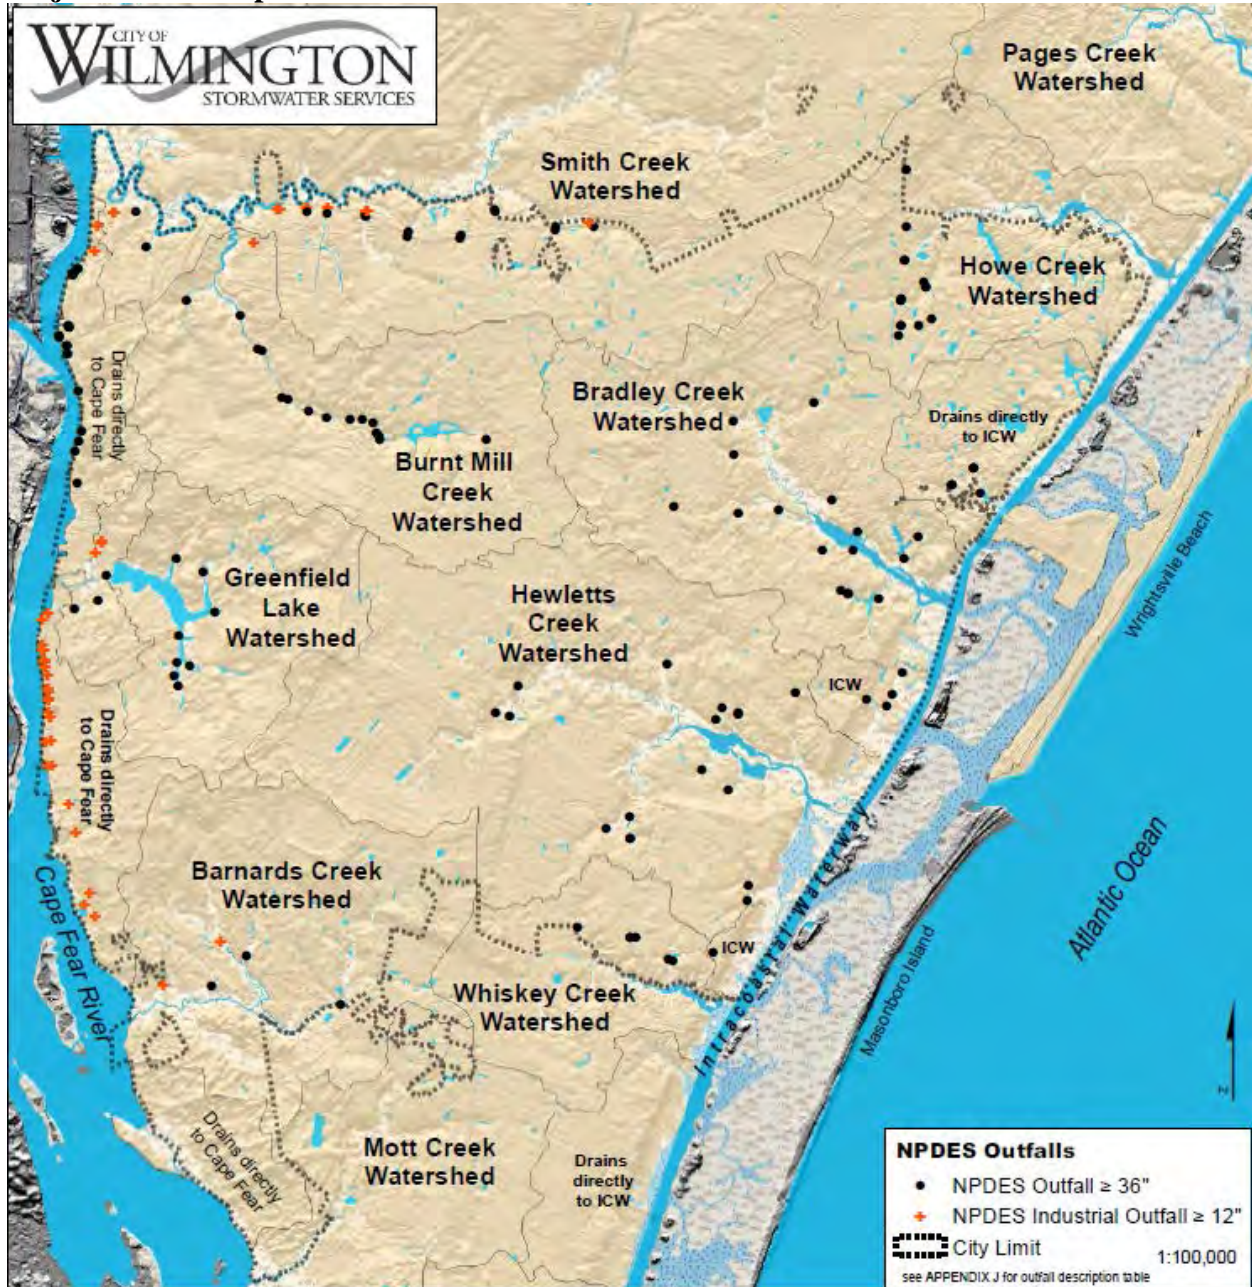 CITY OF
WILMINGTON
STORMWATER SERVICES
Pages Creek
Watershed
Smith Creek
Watershed
Howe Creek
Watershed
Drains directly
to Cape Fear
Bradley Creek
Watershed
Drains directly
to ICW
Burnt Mill
Creek
Watershed
Greenfield
Lake
Watershed
Hewletts
Creek
Watershed
Wrightsville Beach
ICW
Drains directly
to Cape Fear
Intracoastal Waterway
Atlantic Ocean
Barnards Creek
Watershed
Cape Fear River
ICW
Whiskey Creek
Watershed
Masonboro Island
Drains directly
to Cape Fear
Mott Creek
Watershed
Drains
directly
to ICW
N
NPDES Outfalls
NPDES Outfall ≥ 36"
NPDES Industrial Outfall ≥ 12"
City Limit
1:100,000
see APPENDIX J for outfall description table